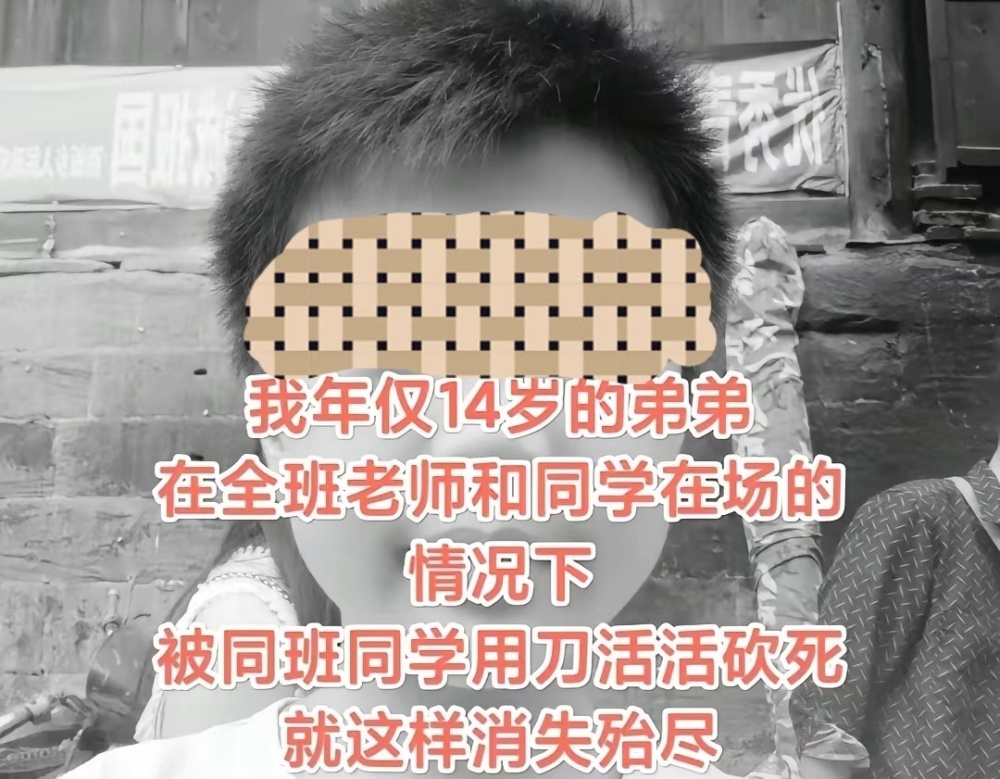 国
我年仅14岁的弟弟
在全班老师和同学在场的
情况下
被同班同学用刀活活砍死
就这样消失殆尽